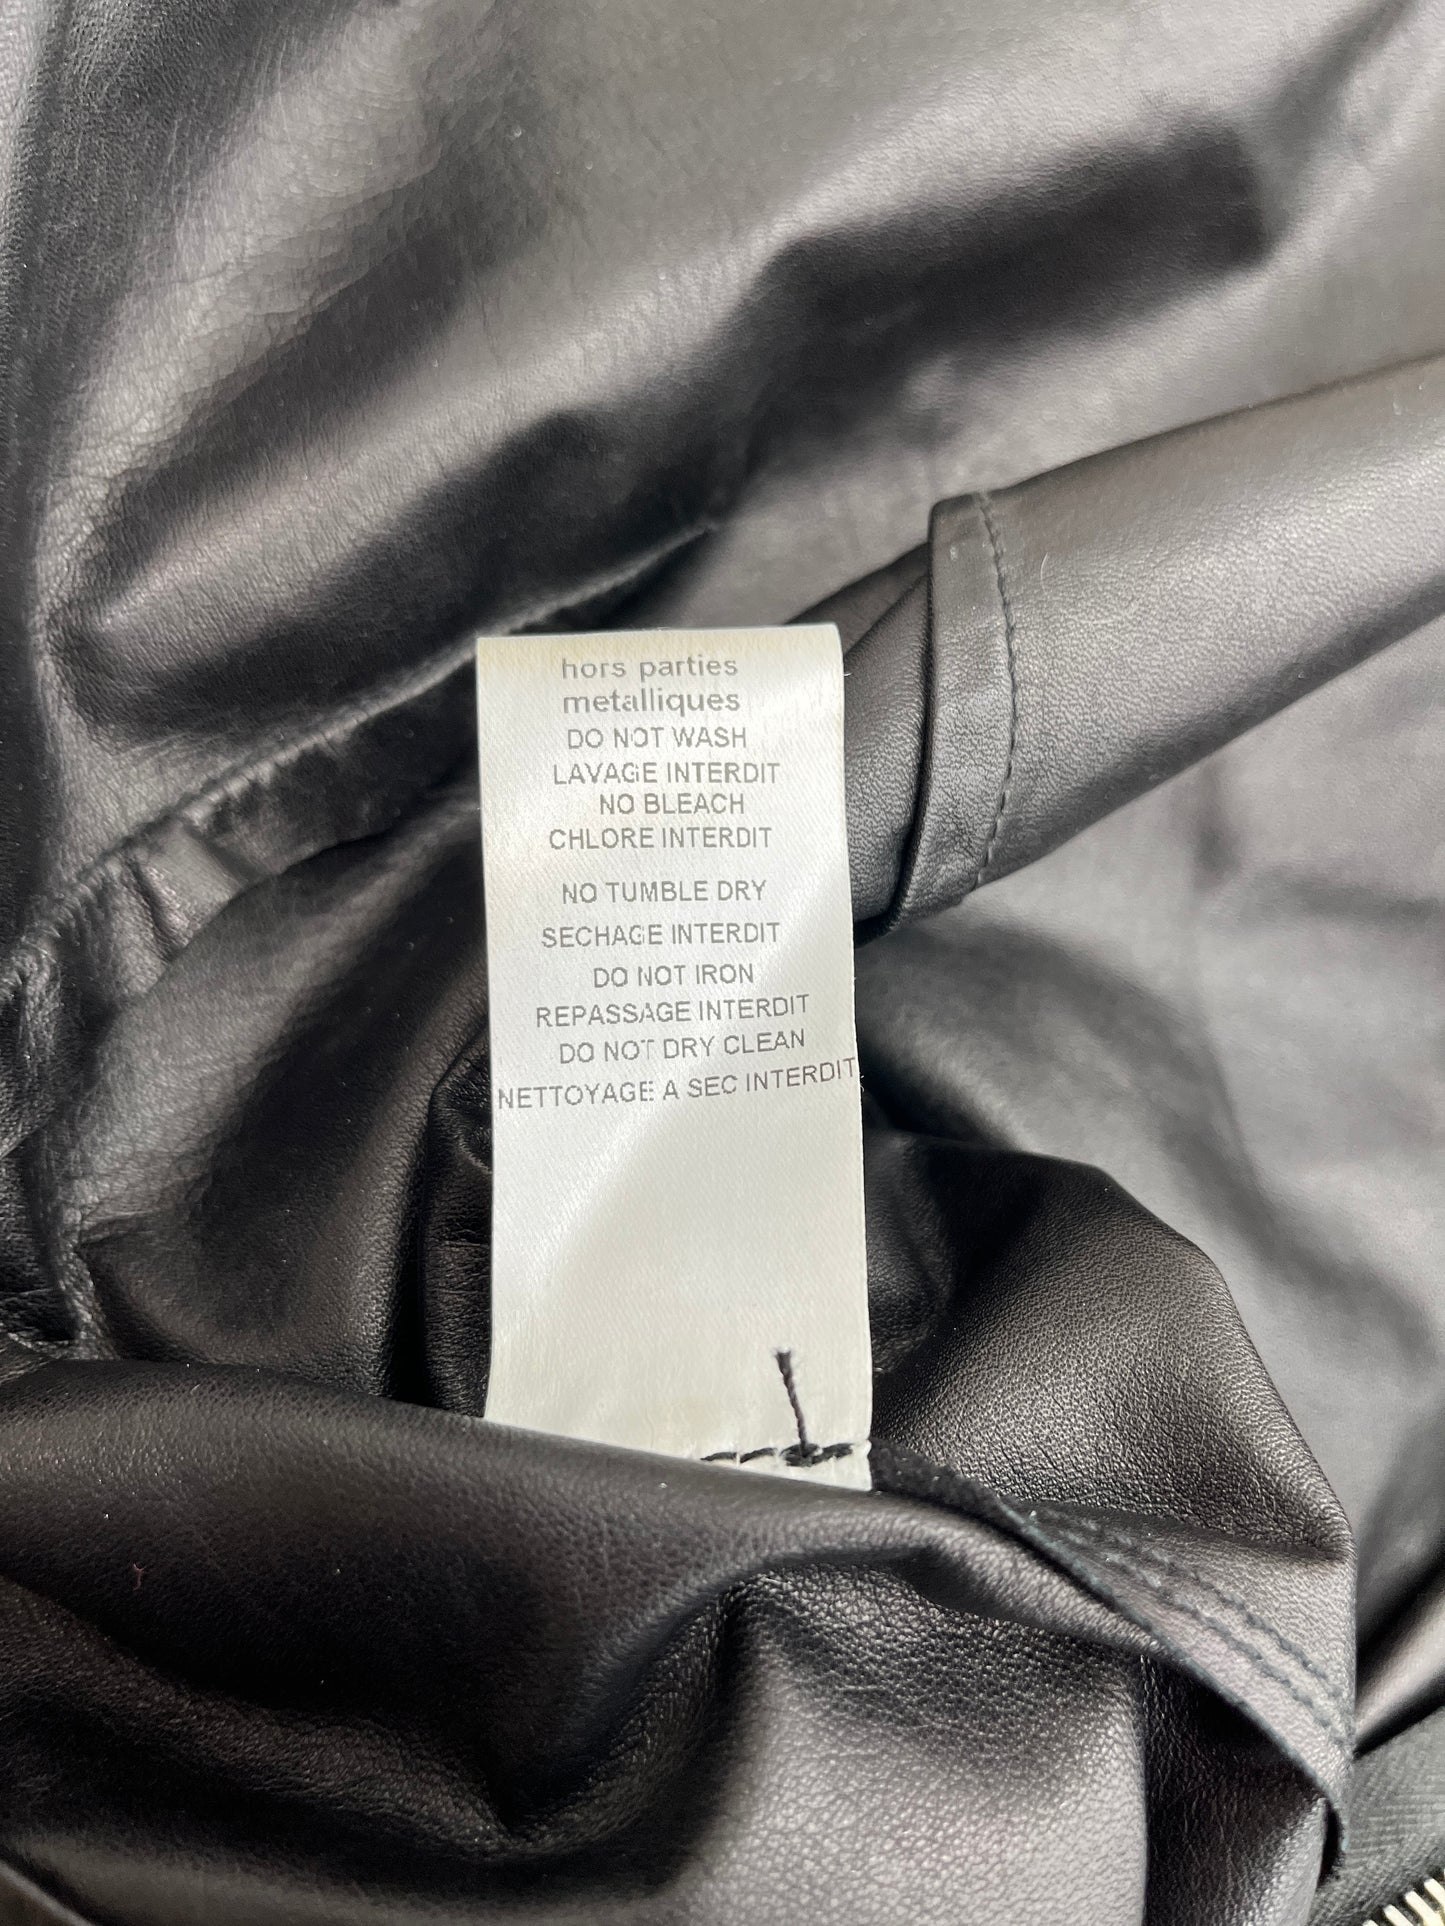 hors parties
metalliques
DO NOT WASH
LAVAGE INTERDIT
NO BLEACH
CHLORE INTERDIT
NO TUMBLE DRY
SECHAGE INTERDIT
DO NOT IRON
REPASSAGE INTERDIT
DO NOT DRY CLEAN
NETTOYAGE A SEC INTERDIT